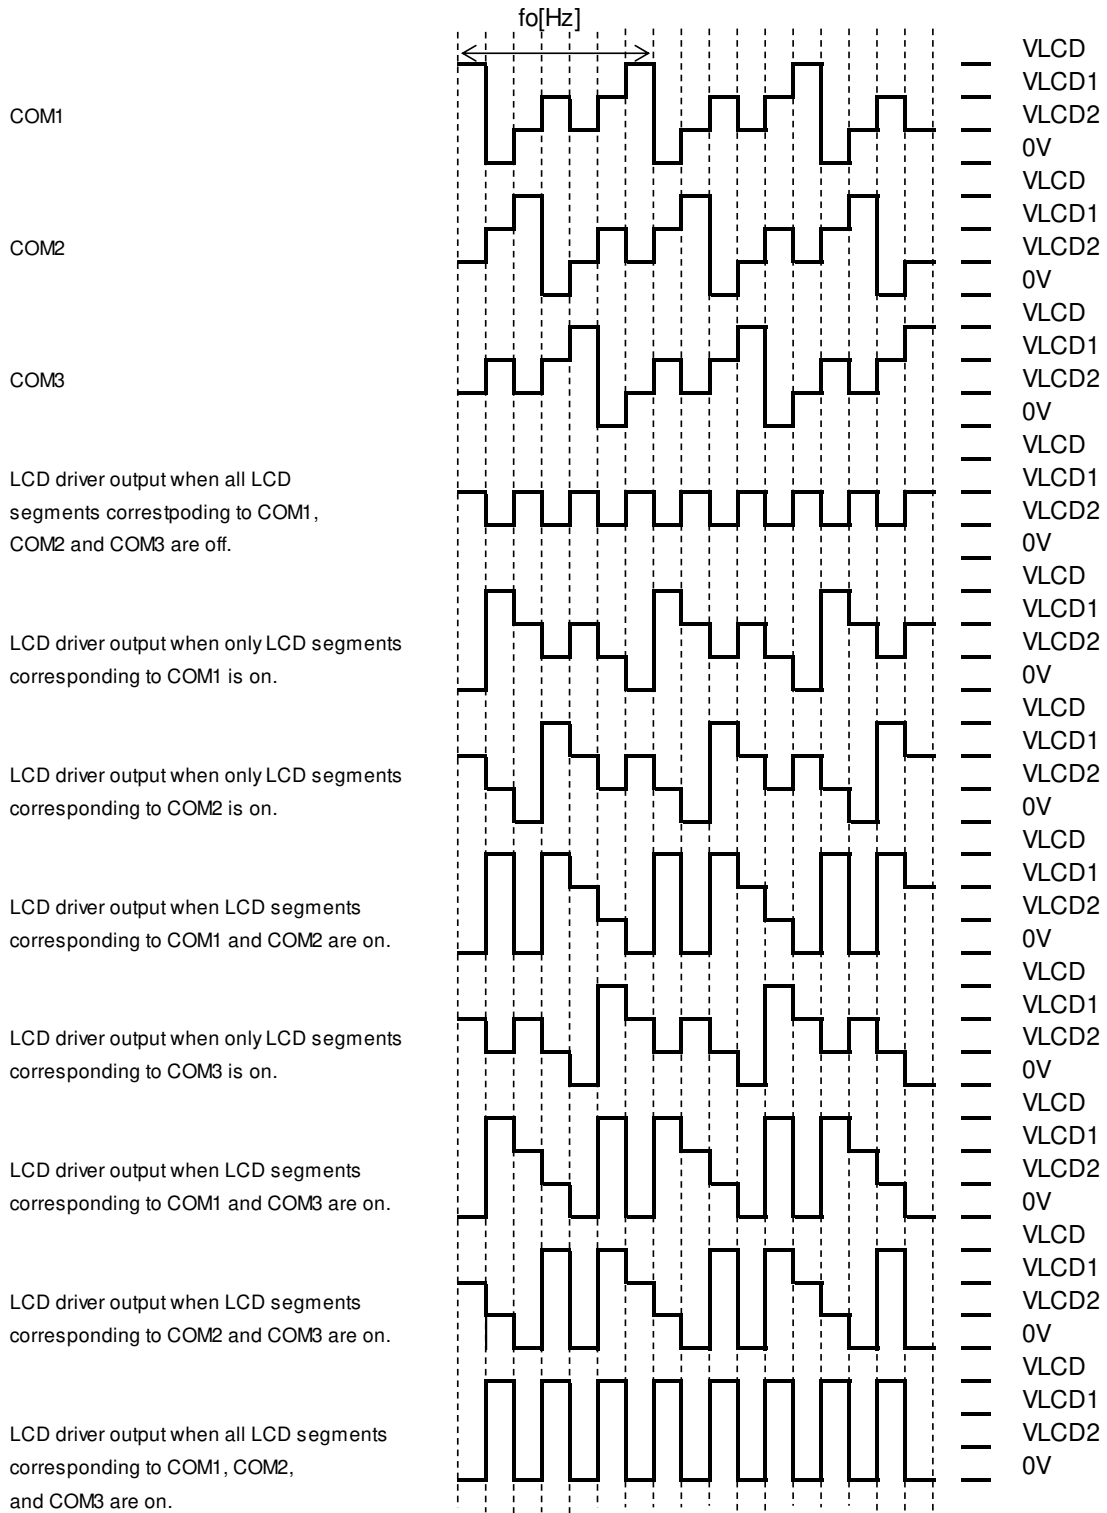 fo[Hz]
VLCD
VLCD1
COM1
VLCD2
0V
VLCD
VLCD1
COM2
VLCD2
0V
VLCD
VLCD1
COM3
VLCD2
0V
VLCD
LCD driver output when all LCD
VLCD1
segments correstpoding to COM1,
VLCD2
COM2 and COM3 are off.
0V
VLCD
VLCD1
LCD driver output when only LCD segments
VLCD2
corresponding to COM1 is on.
0V
VLCD
VLCD1
LCD driver output when only LCD segments
VLCD2
corresponding to COM2 is on.
0V
VLCD
VLCD1
LCD driver output when LCD segments
VLCD2
corresponding to COM1 and COM2 are on.
0V
VLCD
VLCD1
LCD driver output when only LCD segments
VLCD2
corresponding to COM3 is on.
0V
VLCD
VLCD1
LCD driver output when LCD segments
VLCD2
corresponding to COM1 and COM3 are on.
0V
VLCD
VLCD1
LCD driver output when LCD segments
VLCD2
corresponding to COM2 and COM3 are on.
0V
VLCD
VLCD1
LCD driver output when all LCD segments
VLCD2
corresponding to COM1, COM2,
0V
and COM3 are on.